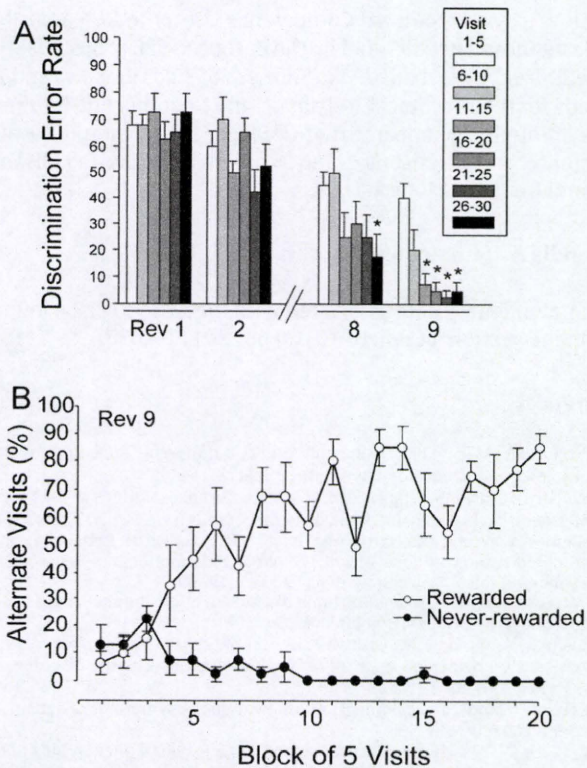 A
Discrimination Error Rate
100
90
80
70
60
50
40
30
20
10
0
Rev 1 2 8 9
* * * * *
Visit
1-5
6-10
11-15
16-20
21-25
26-30
B
Rev 9
Alternate Visits (%)
100
90
80
70
60
50
40
30
20
10
0
Rewarded
Never-rewarded
5 10 15 20
Block of 5 Visits